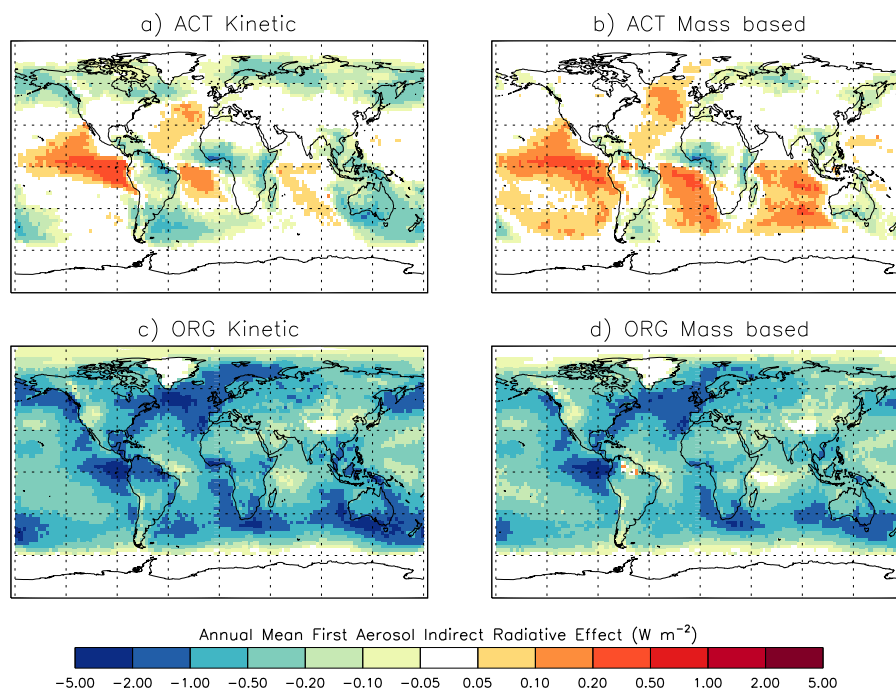 a) ACT Kinetic
b) ACT Mass based
c) ORG Kinetic
d) ORG Mass based
Annual Mean First Aerosol Indirect Radiative Effect (W m⁻²)
-5.00 -2.00 -1.00 -0.50 -0.20 -0.10 -0.05 0.05 0.10 0.20 0.50 1.00 2.00 5.00